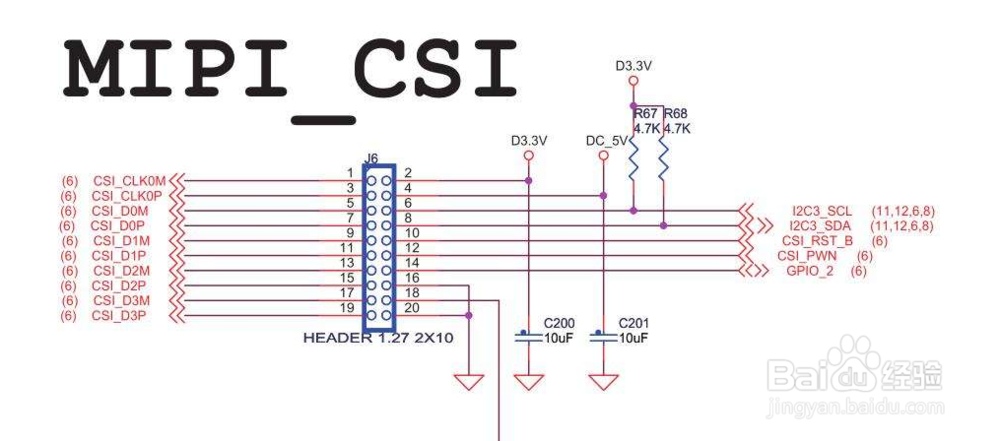 MIPI_CSI
D3.3V
R67 R68
4.7K 4.7K
D3.3V
DC_5V
J6
1 2
3 4
5 6
7 8
9 10
11 12
13 14
15 16
17 18
19 20
(6) CSI_CLK0M
(6) CSI_CLK0P
(6) CSI_D0M
(6) CSI_D0P
(6) CSI_D1M
(6) CSI_D1P
(6) CSI_D2M
(6) CSI_D2P
(6) CSI_D3M
(6) CSI_D3P
I2C3_SCL (11,12,6,8)
I2C3_SDA (11,12,6,8)
CSI_RST_B (6)
CSI_PWN (6)
GPIO_2 (6)
HEADER 1.27 2X10
C200
10uF
C201
10uF
Baidu 经验
jingyan.baidu.com